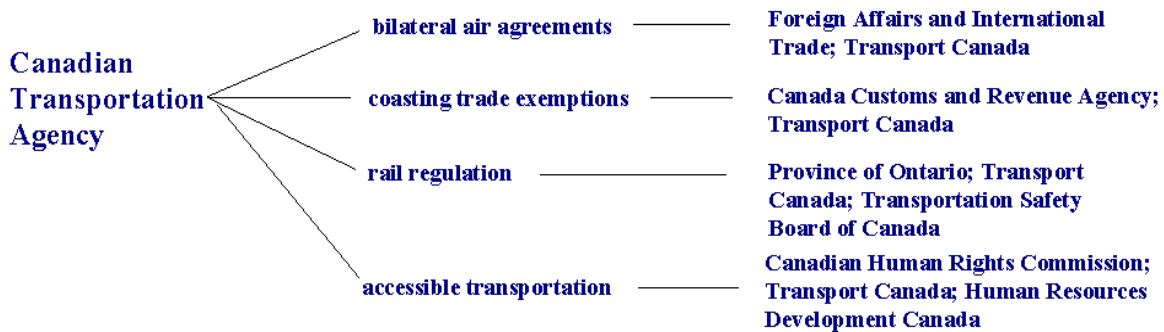 Canadian
Transportation
Agency
bilateral air agreements
Foreign Affairs and International
Trade; Transport Canada
coasting trade exemptions
Canada Customs and Revenue Agency;
Transport Canada
rail regulation
Province of Ontario; Transport
Canada; Transportation Safety
Board of Canada
accessible transportation
Canadian Human Rights Commission;
Transport Canada; Human Resources
Development Canada